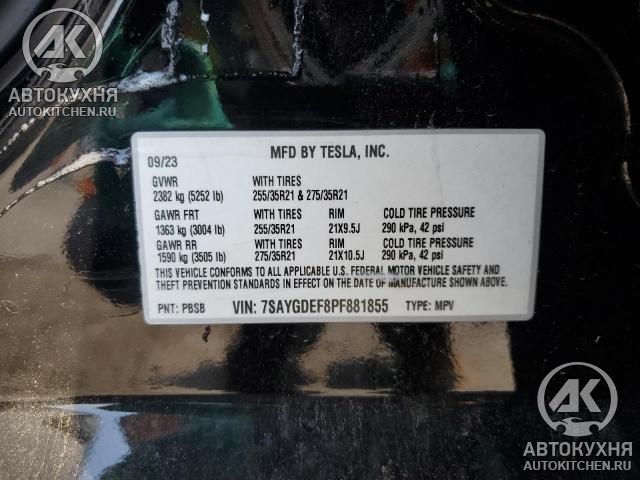 AK
АВТОКУХНЯ
AUTOKITCHEN.RU
09/23 MFD BY TESLA, INC.
GVWR WITH TIRES
2382 kg (5252 lb) 255/35R21 & 275/35R21
GAWR FRT WITH TIRES RIM COLD TIRE PRESSURE
1363 kg (3004 lb) 255/35R21 21X9.5J 290 kPa, 42 psi
GAWR RR WITH TIRES RIM COLD TIRE PRESSURE
1590 kg (3505 lb) 275/35R21 21X10.5J 290 kPa, 42 psi
THIS VEHICLE CONFORMS TO ALL APPLICABLE U.S. FEDERAL MOTOR VEHICLE SAFETY AND
THEFT PREVENTION STANDARDS IN EFFECT ON THE DATE OF MANUFACTURE SHOWN ABOVE.
PNT: PBSB VIN: 7SAYGDEF8PF881855 TYPE: MPV
AK
АВТОКУХНЯ
AUTOKITCHEN.RU